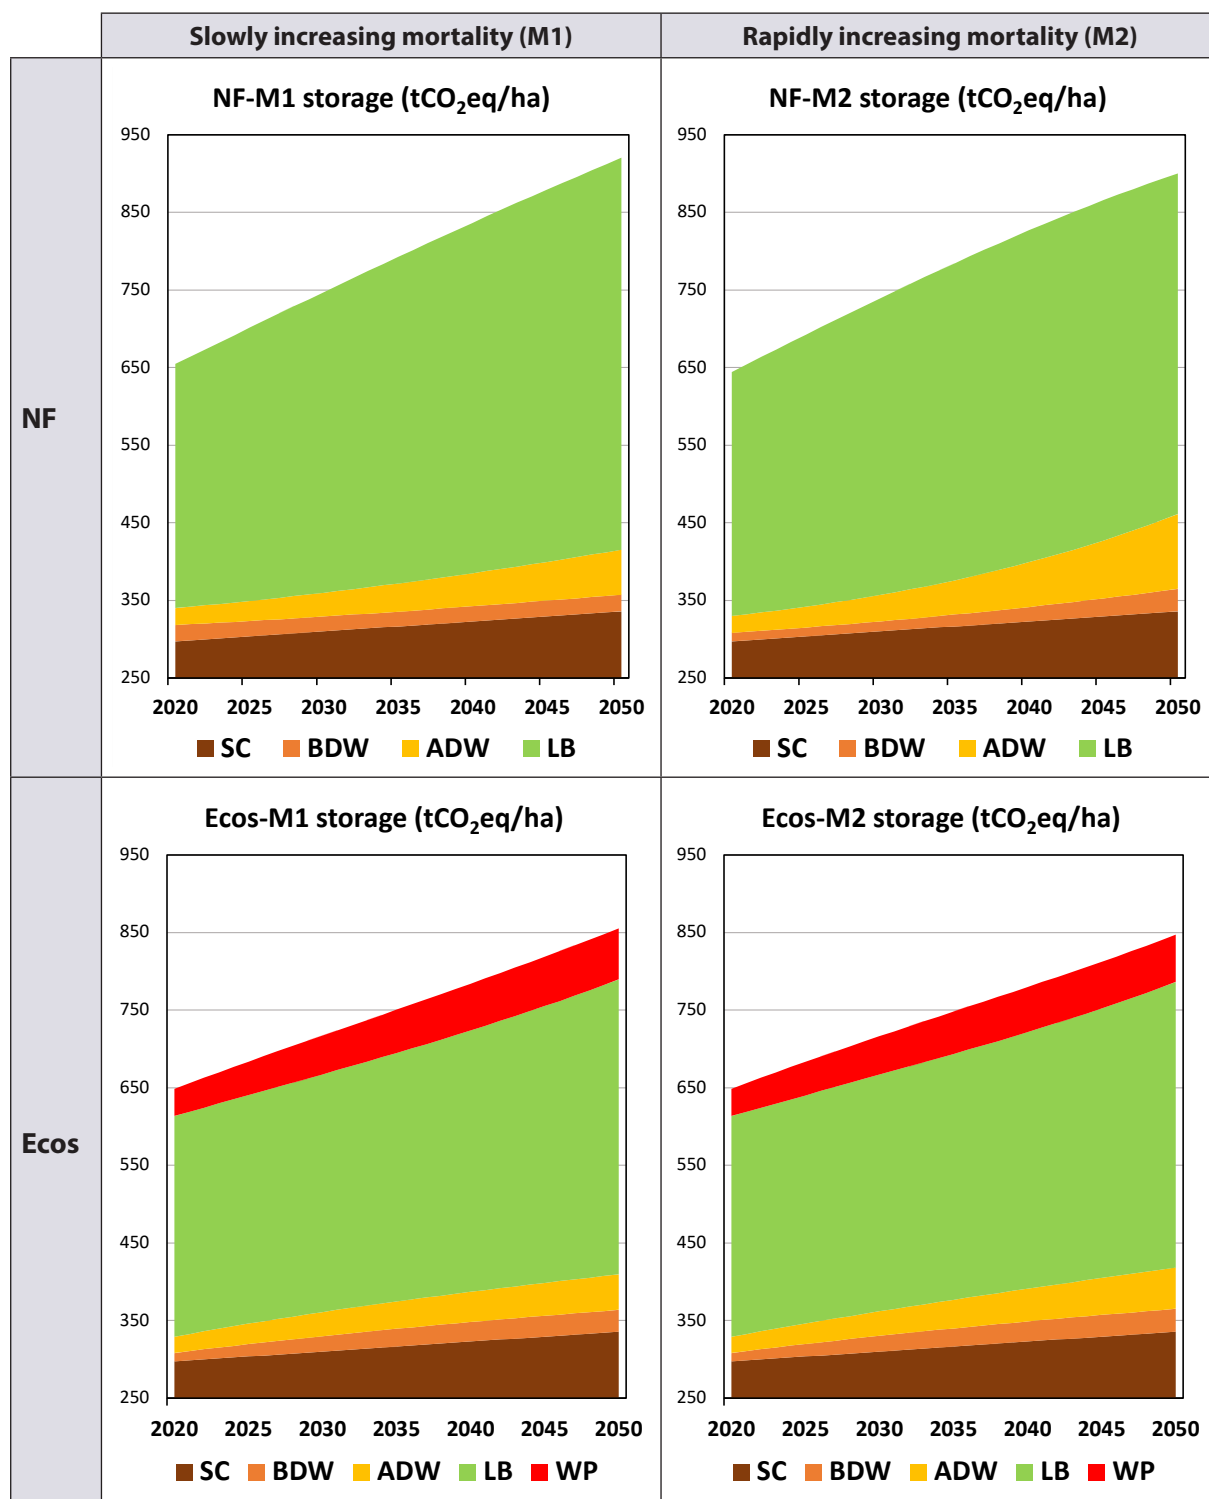 Slowly increasing mortality (M1)
Rapidly increasing mortality (M2)
NF
NF-M1 storage (tCO₂eq/ha)
950
850
750
650
550
450
350
250
2020 2025 2030 2035 2040 2045 2050
SC BDW ADW LB
NF-M2 storage (tCO₂eq/ha)
950
850
750
650
550
450
350
250
2020 2025 2030 2035 2040 2045 2050
SC BDW ADW LB
Ecos
Ecos-M1 storage (tCO₂eq/ha)
950
850
750
650
550
450
350
250
2020 2025 2030 2035 2040 2045 2050
SC BDW ADW LB WP
Ecos-M2 storage (tCO₂eq/ha)
950
850
750
650
550
450
350
250
2020 2025 2030 2035 2040 2045 2050
SC BDW ADW LB WP